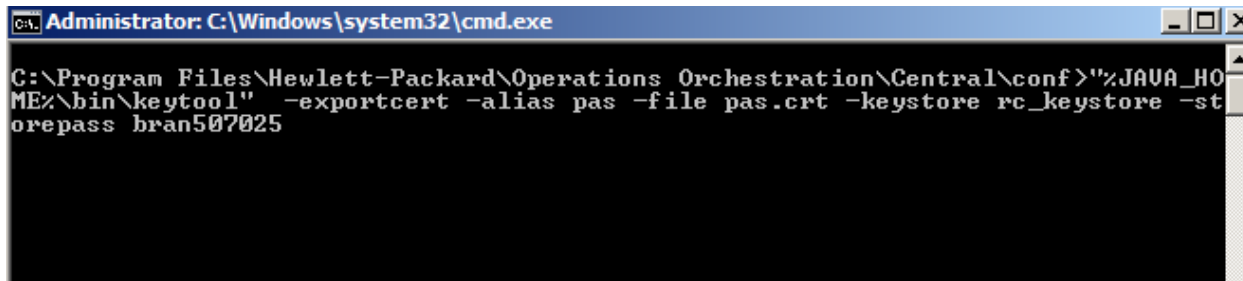 Administrator: C:\Windows\system32\cmd.exe
C:\Program Files\Hewlett-Packard\Operations Orchestration\Central\conf>"%JAVA_HO
ME%\bin\keytool"  -exportcert -alias pas -file pas.crt -keystore rc_keystore -st
orepass bran507025